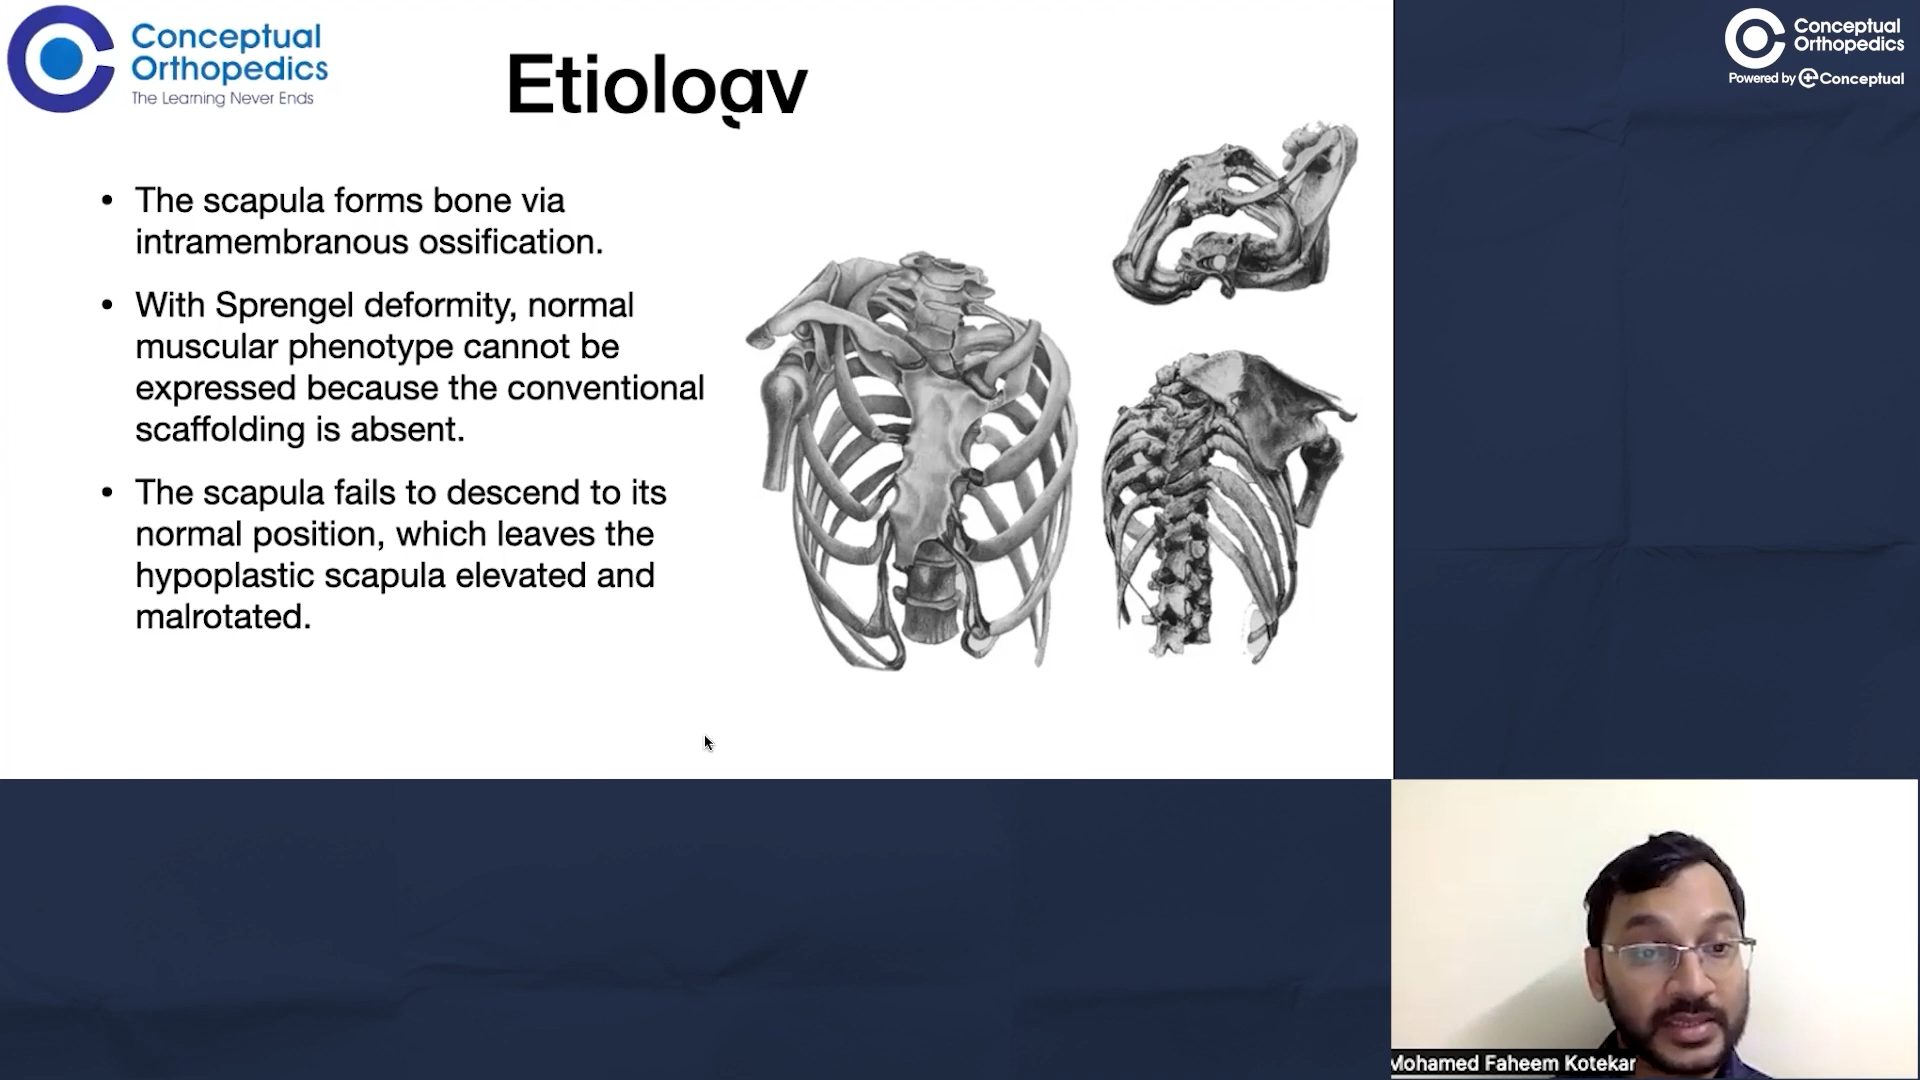 Conceptual
Orthopedics
The Learning Never Ends
Etiology
• The scapula forms bone via
intramembranous ossification.
• With Sprengel deformity, normal
muscular phenotype cannot be
expressed because the conventional
scaffolding is absent.
• The scapula fails to descend to its
normal position, which leaves the
hypoplastic scapula elevated and
malrotated.
Conceptual
Orthopedics
Powered by Conceptual
Mohamed Faheem Kotekar